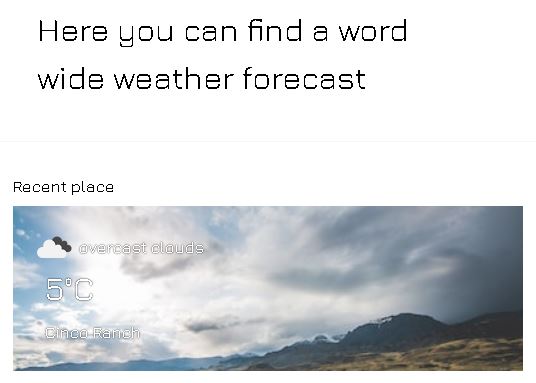 Here you can find a word
wide weather forecast
Recent place
overcast clouds
5°C
Cinco Ranch